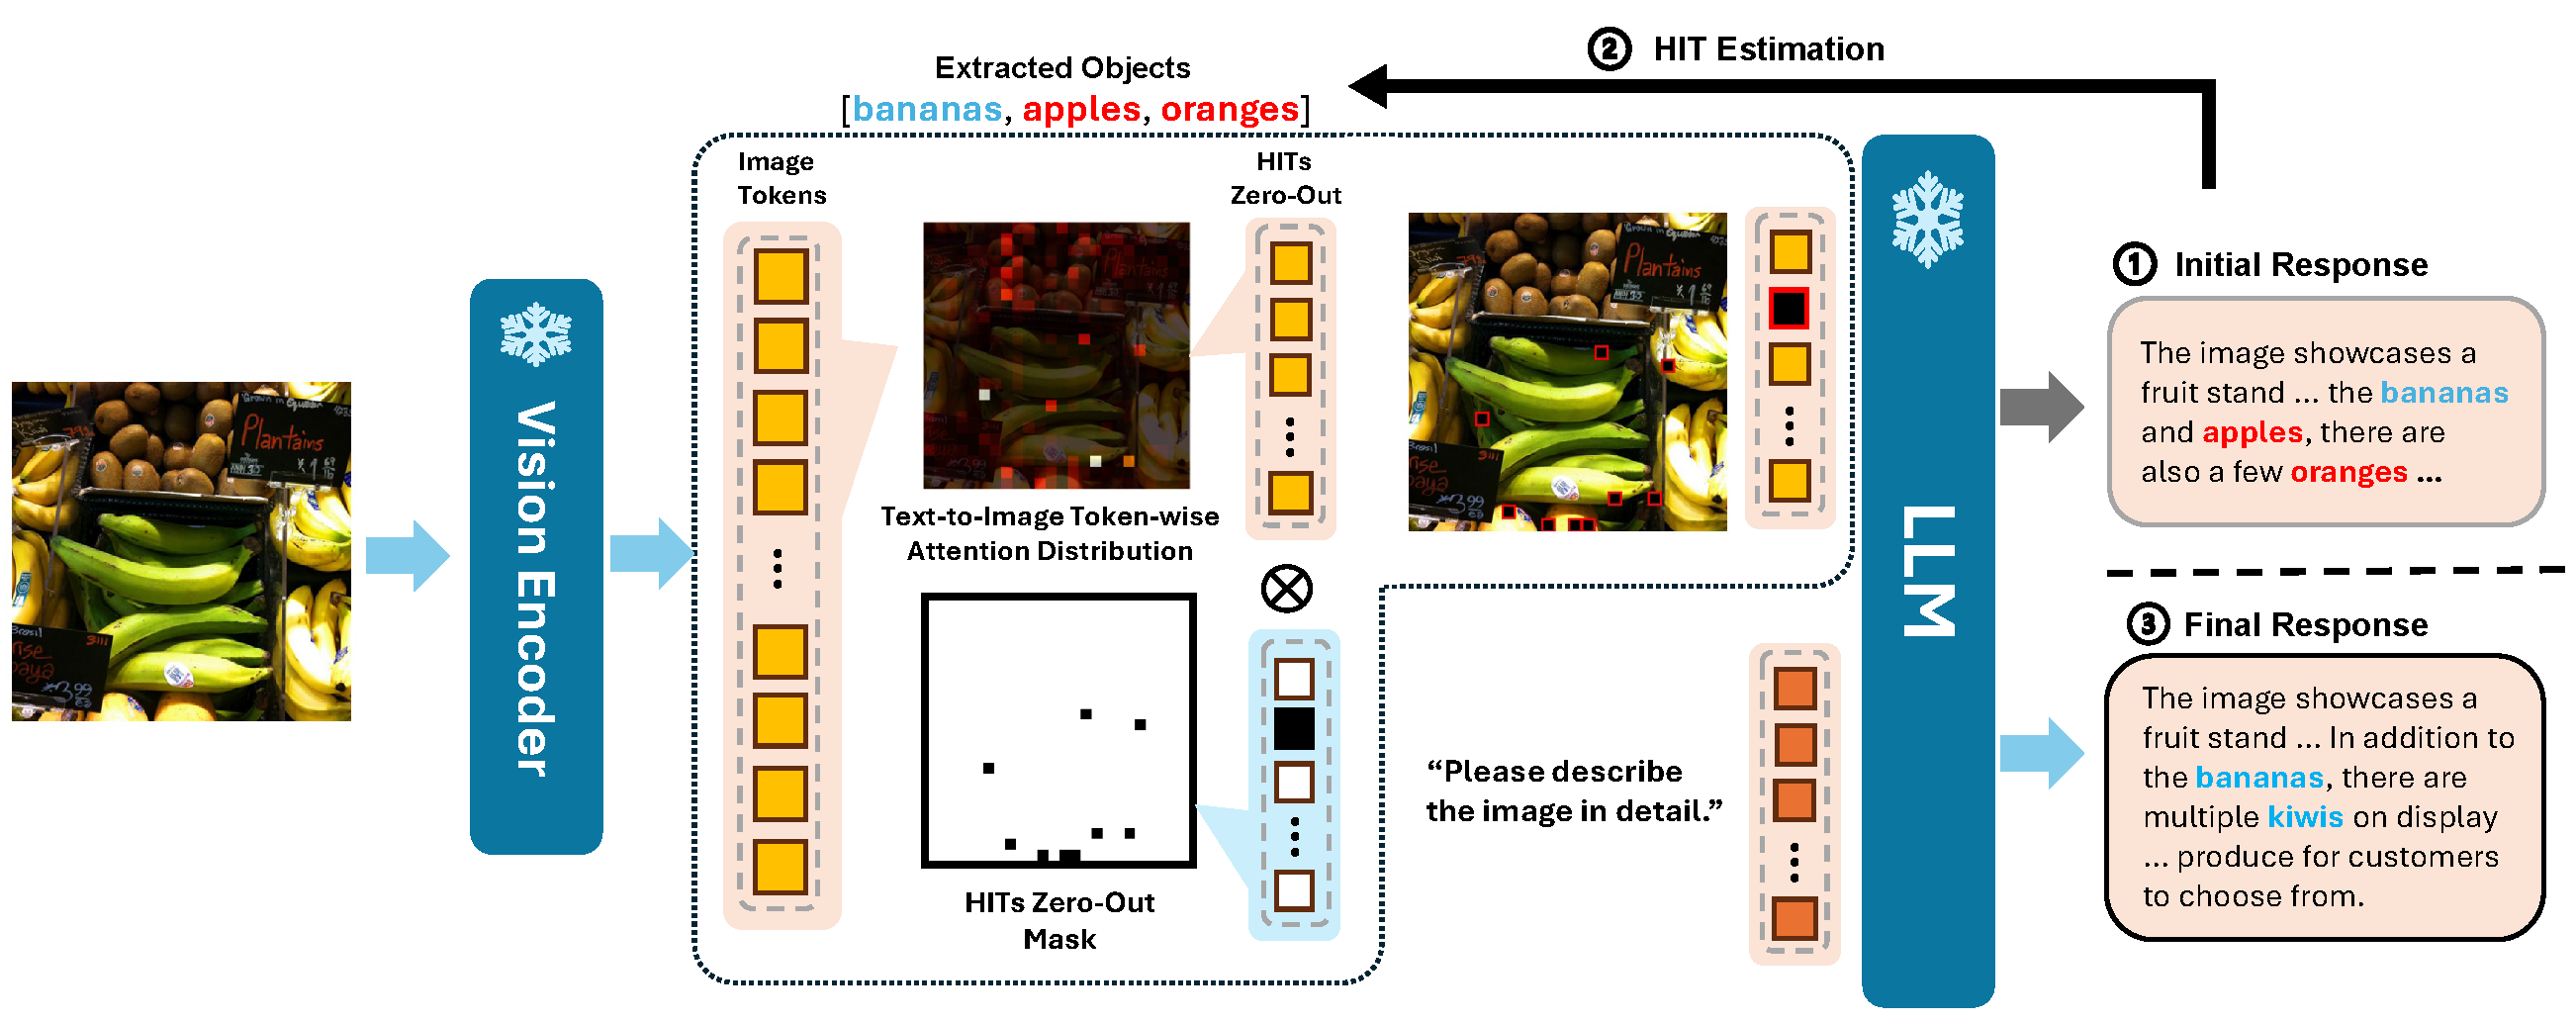 ② HIT Estimation
Extracted Objects
[bananas, apples, oranges]
Image
Tokens
HITs
Zero-Out
Plantains
Plantains
Plantains
Vision Encoder
Text-to-Image Token-wise
Attention Distribution
HITs Zero-Out
Mask
"Please describe
the image in detail."
LLM
① Initial Response
The image showcases a
fruit stand ... the bananas
and apples, there are
also a few oranges ...
③ Final Response
The image showcases a
fruit stand ... In addition to
the bananas, there are
multiple kiwis on display
... produce for customers
to choose from.